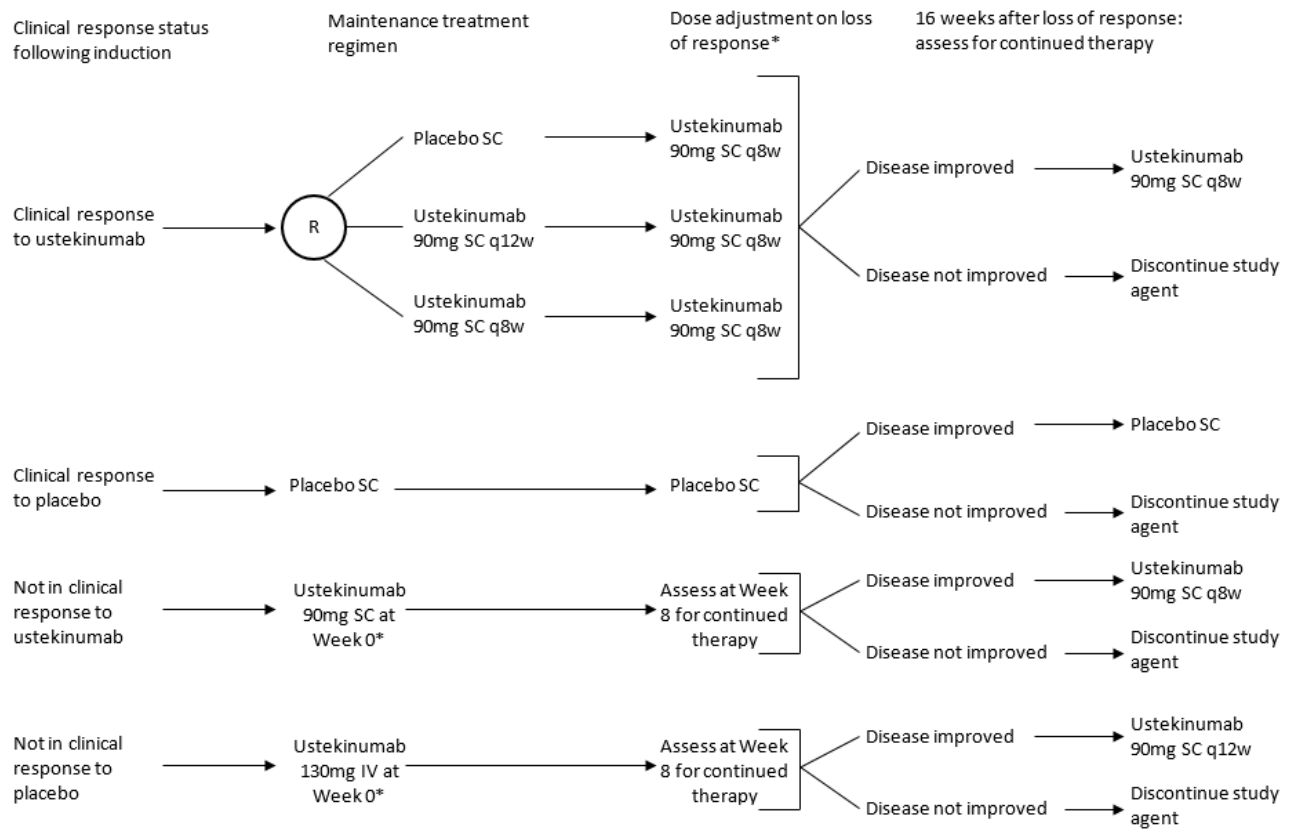 Clinical response status
following induction
Maintenance treatment
regimen
Dose adjustment on loss
of response*
16 weeks after loss of response:
assess for continued therapy
Clinical response
to ustekinumab
R
Placebo SC
Ustekinumab
90mg SC q8w
Ustekinumab
90mg SC q12w
Ustekinumab
90mg SC q8w
Ustekinumab
90mg SC q8w
Ustekinumab
90mg SC q8w
Disease improved
Ustekinumab
90mg SC q8w
Disease not improved
Discontinue study
agent
Clinical response
to placebo
Placebo SC
Placebo SC
Disease improved
Placebo SC
Disease not improved
Discontinue study
agent
Not in clinical
response to
ustekinumab
Ustekinumab
90mg SC at
Week 0*
Assess at Week
8 for continued
therapy
Disease improved
Ustekinumab
90mg SC q8w
Disease not improved
Discontinue study
agent
Not in clinical
response to
placebo
Ustekinumab
130mg IV at
Week 0*
Assess at Week
8 for continued
therapy
Disease improved
Ustekinumab
90mg SC q12w
Disease not improved
Discontinue study
agent